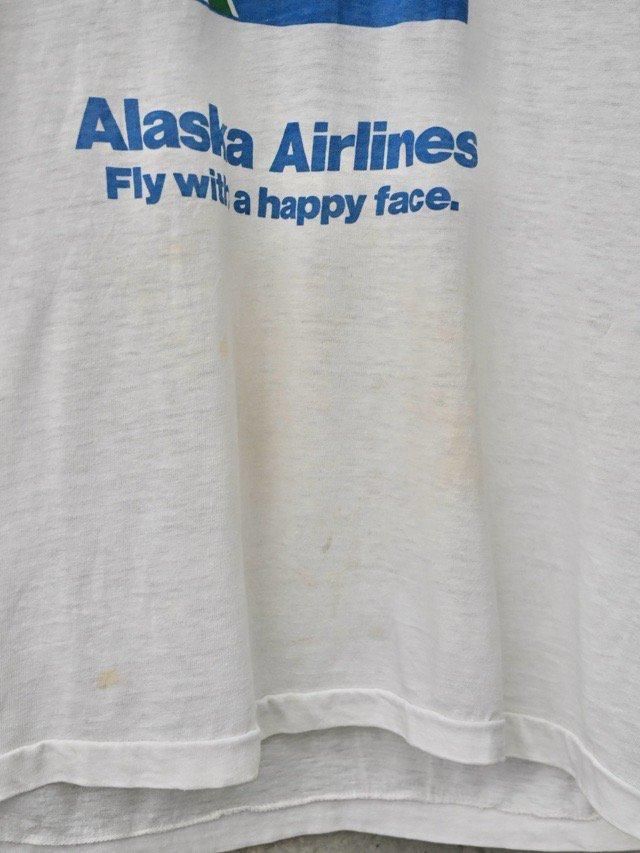 Alaska Airlines
Fly with a happy face.